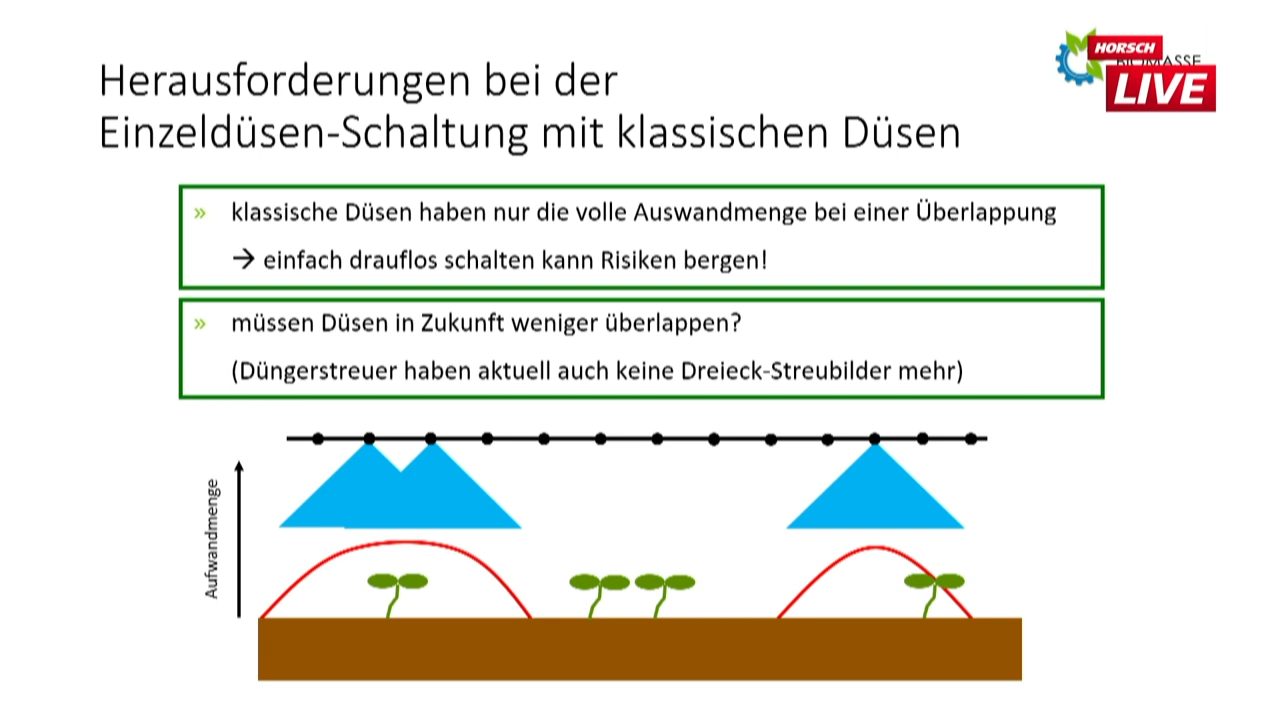 Herausforderungen bei der
Einzeldüsen-Schaltung mit klassischen Düsen
HORSCH
LIVE
» klassische Düsen haben nur die volle Auswandmenge bei einer Überlappung
→ einfach drauflos schalten kann Risiken bergen!
» müssen Düsen in Zukunft weniger überlappen?
(Düngerstreuer haben aktuell auch keine Dreieck-Streubilder mehr)
Aufwandmenge